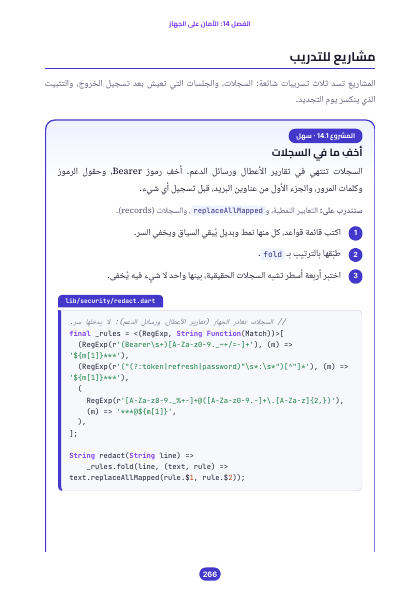 الفصل 14: الأمان على الجهاز
مشاريع للتدريب
المشاريع تسد ثلاث تسريبات شائعة: السجلات، والجلسات التي تعيش بعد تسجيل الخروج، والتثبيت
الذي ينكسر يوم التجديد.
المشروع 14.1 · سهل
أخفِ ما في السجلات
السجلات تنتهي في تقارير الأعطال ورسائل الدعم. أخفِ رموز Bearer، وحقول الرموز
وكلمات المرور، والجزء الأول من عناوين البريد، قبل تسجيل أي شيء.
ستتدرب على: التعابير النمطية، و replaceAllMapped، والسجلات (records).
1 اكتب قائمة قواعد، كل منها نمط وبديل يُبقي السياق ويخفي السر.
2 طبّقها بالترتيب بـ fold.
3 اختبر أربعة أسطر تشبه السجلات الحقيقية، بينها واحد لا شيء فيه يُخفى.
lib/security/redact.dart
// السجلات تغادر الجهاز (تقارير الأعطال، ورسائل الدعم): لا يدخلها سر.
final _rules = <(RegExp, String Function(Match))>[
(RegExp(r'(Bearer\s+)[A-Za-z0-9._~+/=-]+'), (m) =>
'${m[1]}***'),
(RegExp(r'("(?:token|refresh|password)"\s*:\s*")[^"]*'), (m) =>
'${m[1]}***'),
(
RegExp(r'[A-Za-z0-9._%+-]+@([A-Za-z0-9.-]+\.[A-Za-z]{2,})'),
(m) => '***@${m[1]}',
),
];
String redact(String line) =>
_rules.fold(line, (text, rule) =>
text.replaceAllMapped(rule.$1, rule.$2));
266